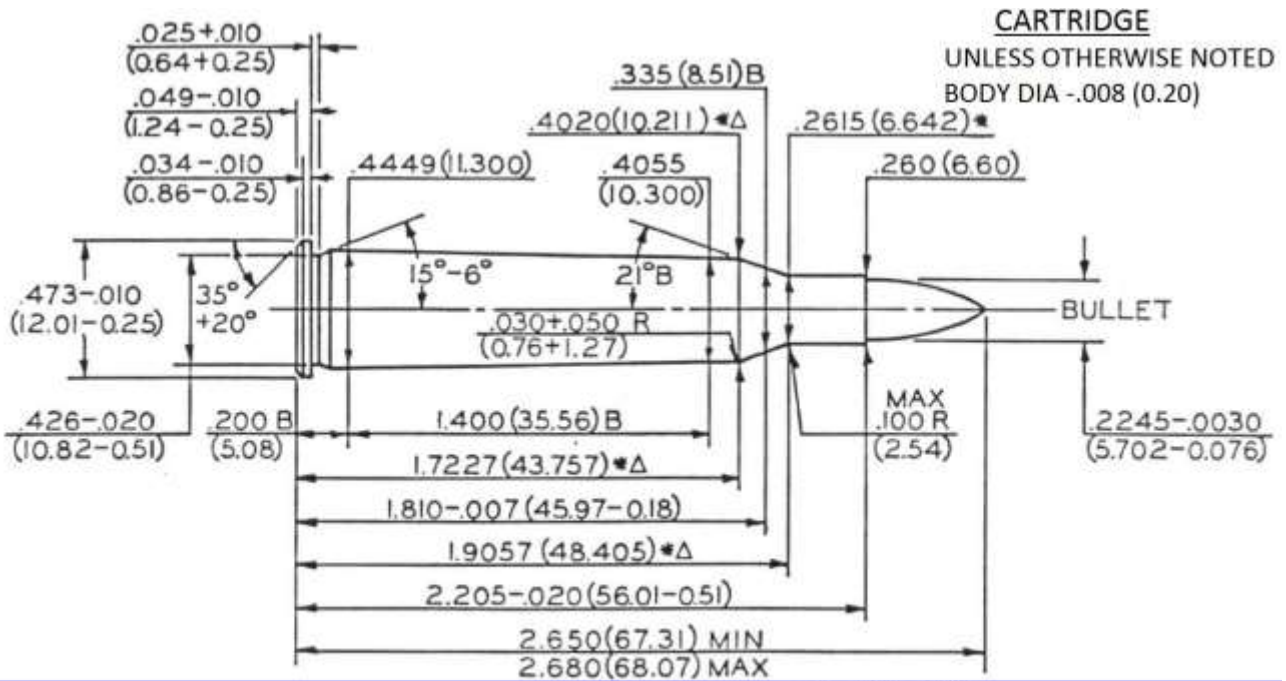 CARTRIDGE
UNLESS OTHERWISE NOTED
BODY DIA -.008 (0.20)
.025+.010
(0.64+0.25)
.049-.010
(1.24-0.25)
.034-.010
(0.86-0.25)
.335 (8.51) B
.4020(10.211)*Δ
.2615(6.642)*
.4449(11.300)
.4055
(10.300)
.260 (6.60)
.473-.010
(12.01-0.25)
35°
+20°
15°-6°
21°B
BULLET
.030+.050 R
(0.76+1.27)
.426-.020
(10.82-0.51)
.200 B
(5.08)
1.400 (35.56) B
MAX
.100 R
(2.54)
.2245-.0030
(5.702-0.076)
1.7227(43.757)*Δ
1.810-.007 (45.97-0.18)
1.9057 (48.405)*Δ
2.205-.020 (56.01-0.51)
2.650(67.31) MIN
2.680(68.07) MAX